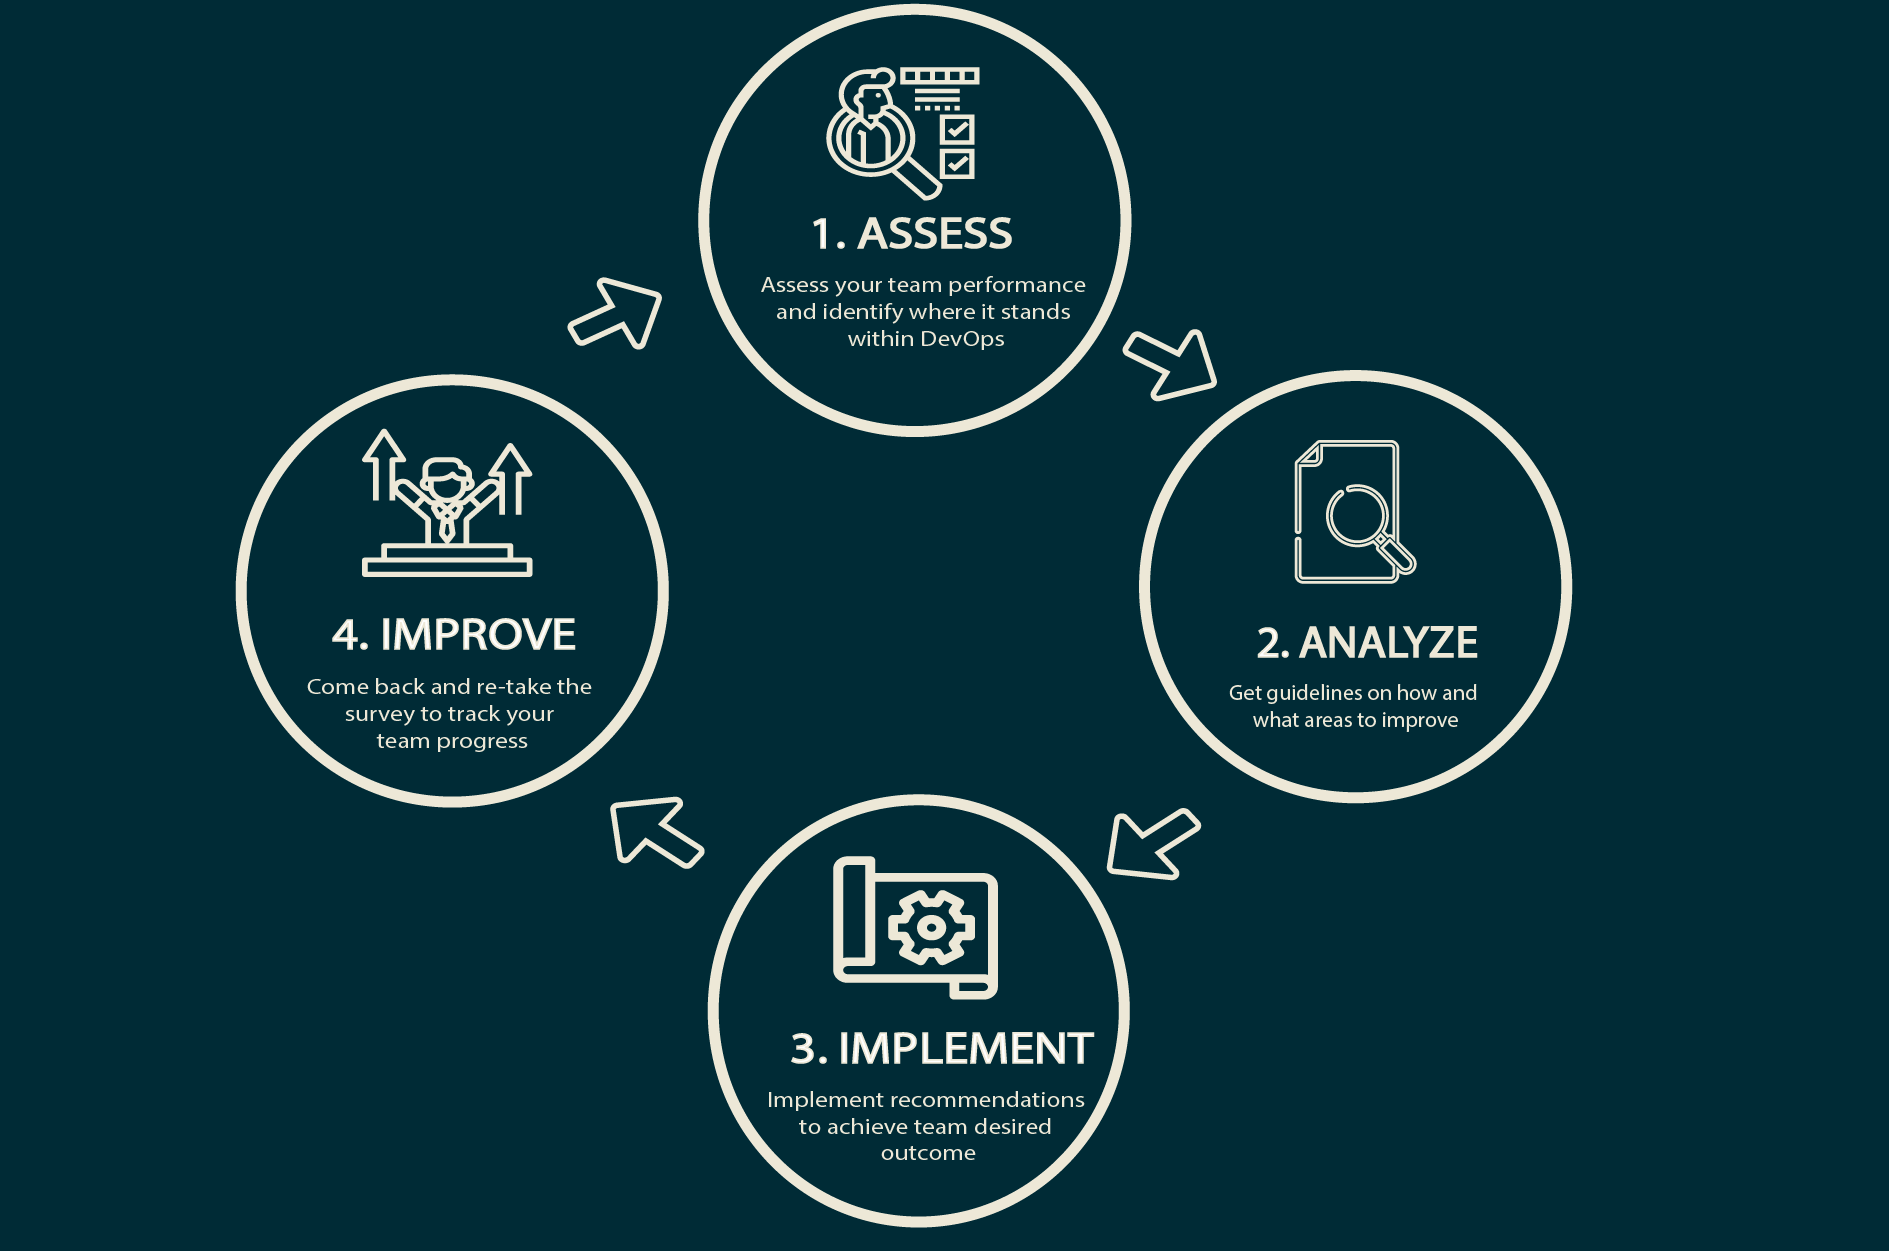 1. ASSESS
Assess your team performance
and identify where it stands
within DevOps
2. ANALYZE
Get guidelines on how and
what areas to improve
3. IMPLEMENT
Implement recommendations
to achieve team desired
outcome
4. IMPROVE
Come back and re-take the
survey to track your
team progress